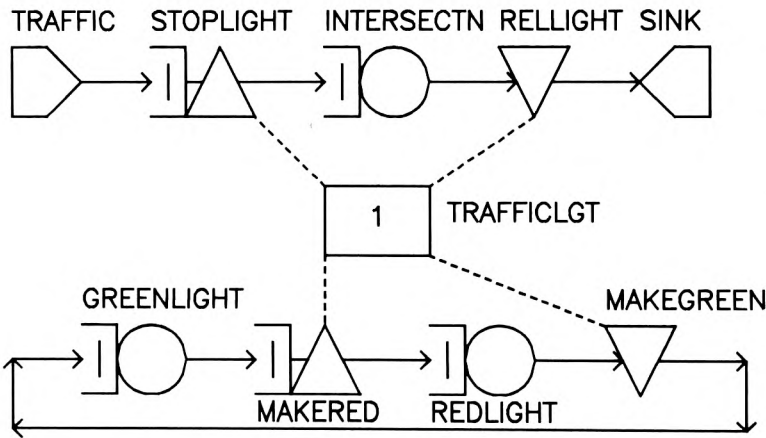 TRAFFIC STOPLIGHT INTERSECTN RELLIGHT SINK
1 TRAFFICLGT
GREENLIGHT MAKEGREEN
MAKERED REDLIGHT